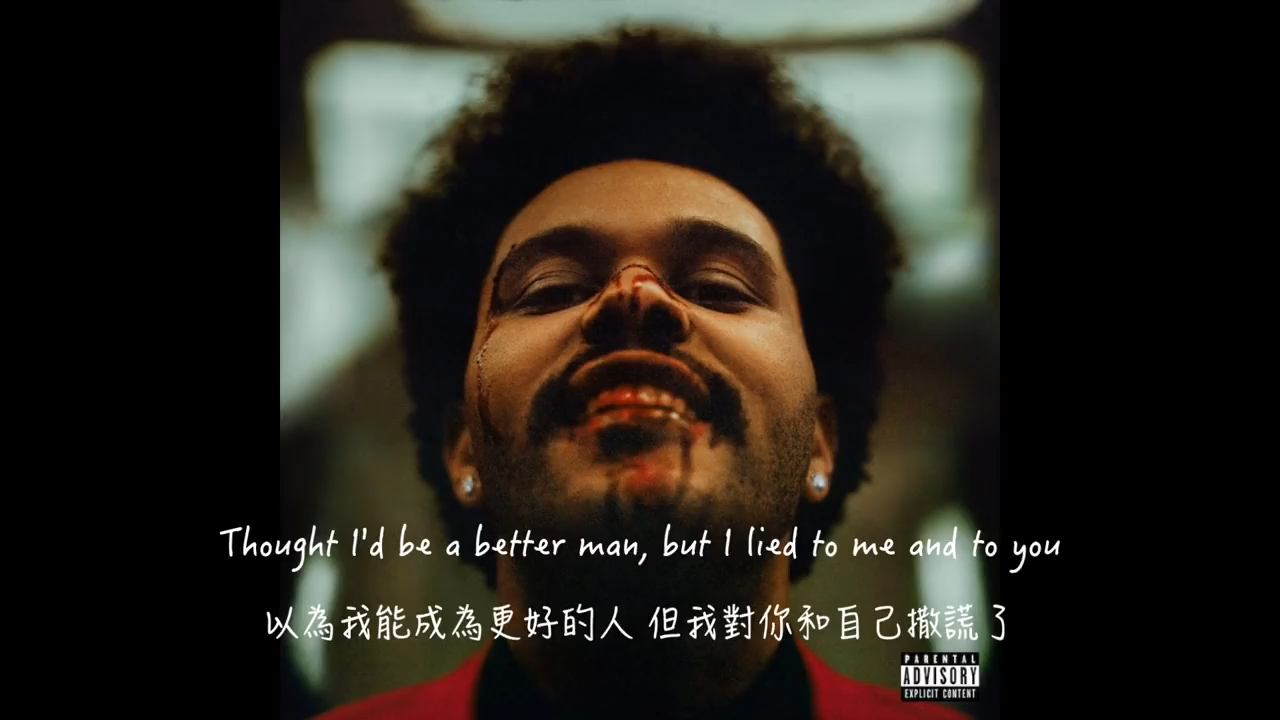 Thought I'd be a better man, but I lied to me and to you
以為我能成為更好的人 但我對你和自己撒謊了
PARENTAL
ADVISORY
EXPLICIT CONTENT